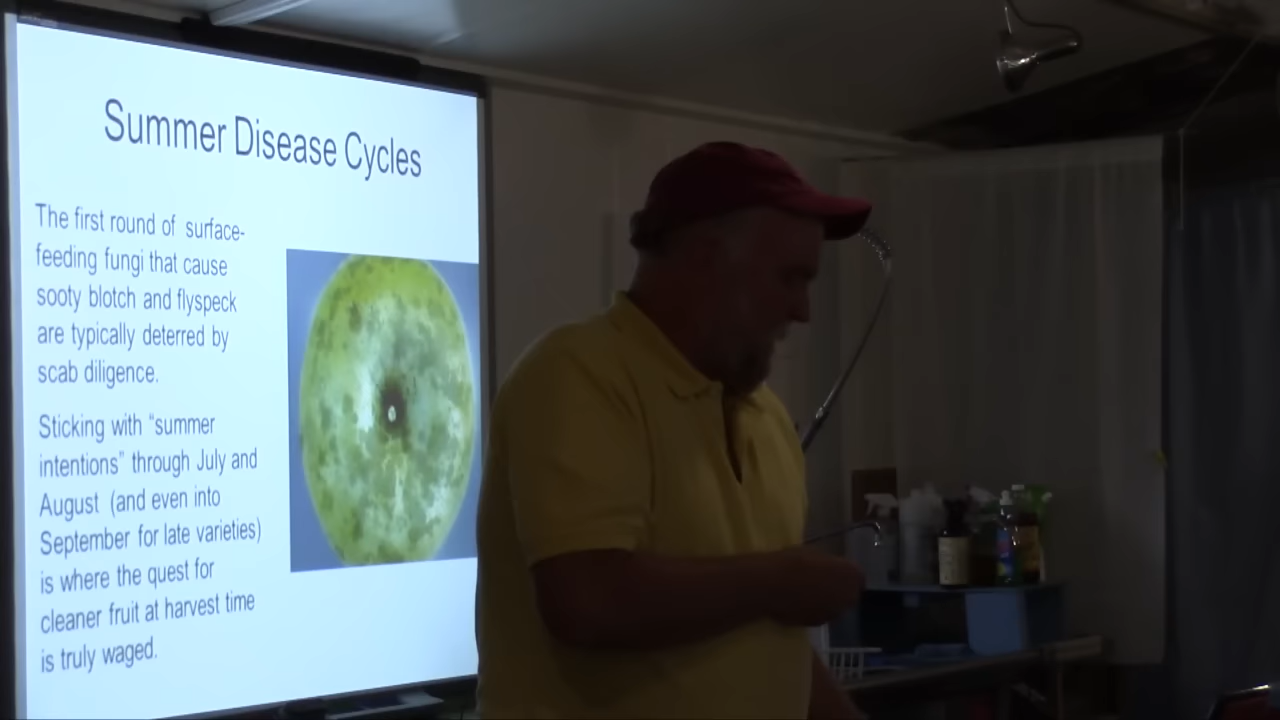 Summer Disease Cycles
The first round of surface-
feeding fungi that cause
sooty blotch and flyspeck
are typically deterred by
scab diligence.
Sticking with “summer
intentions” through July and
August (and even into
September for late varieties)
is where the quest for
cleaner fruit at harvest time
is truly waged.